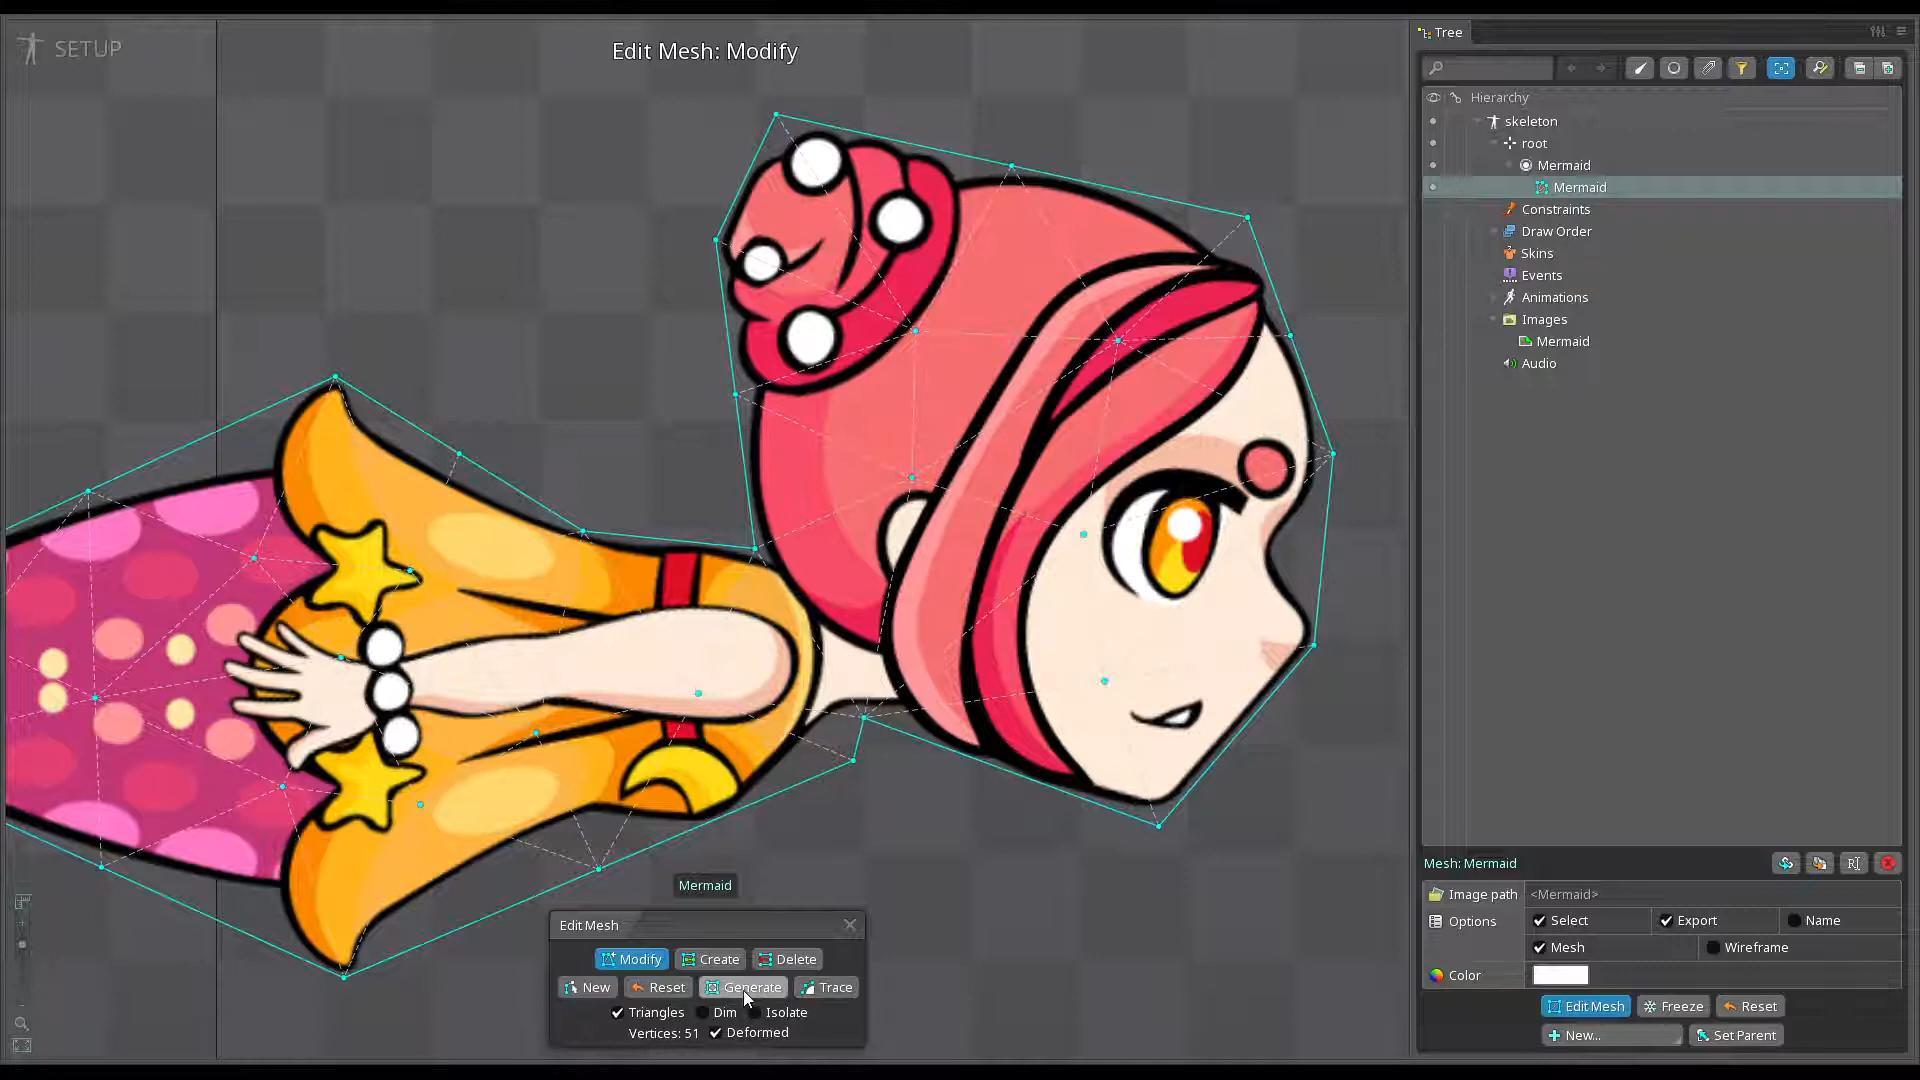 SETUP
Edit Mesh: Modify
Tree
Hierarchy
skeleton
root
Mermaid
Mermaid
Constraints
Draw Order
Skins
Events
Animations
Images
Mermaid
Audio
Mermaid
Edit Mesh
Modify Create Delete
New Reset Generate Trace
Triangles Dim Isolate
Vertices: 51 Deformed
Mesh: Mermaid
Image path <Mermaid>
Options Select Export Name
Mesh Wireframe
Color
Edit Mesh Freeze Reset
New... Set Parent